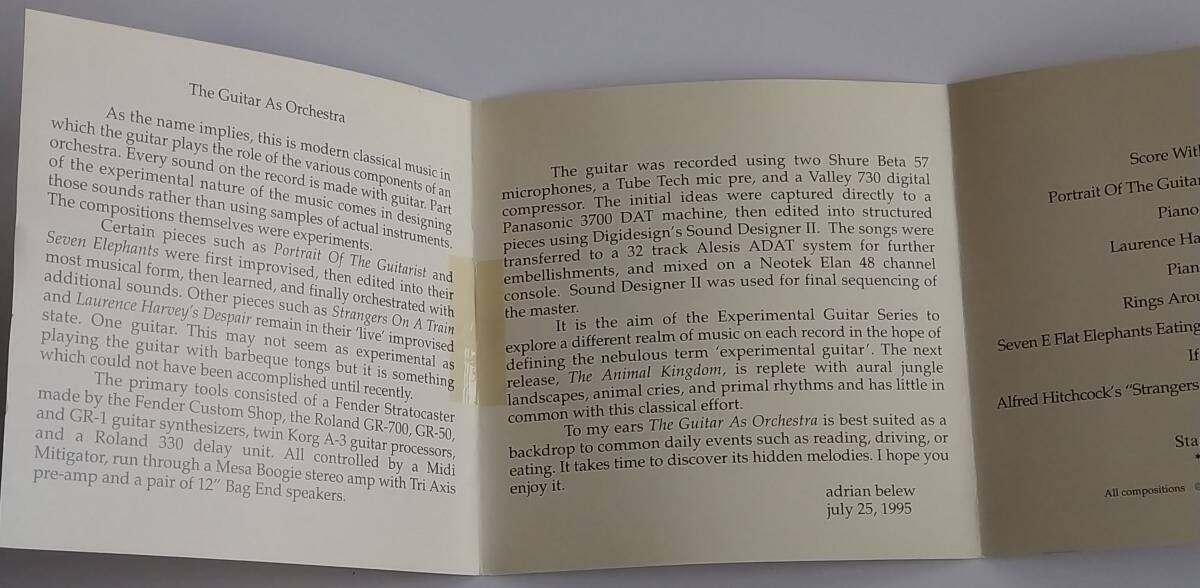 The Guitar As Orchestra
As the name implies, this is modern classical music in
which the guitar plays the role of the various components of an
orchestra. Every sound on the record is made with guitar. Part
of the experimental nature of the music comes in designing
those sounds rather than using samples of actual instruments.
The compositions themselves were experiments.
Certain pieces such as Portrait Of The Guitarist and
Seven Elephants were first improvised, then edited into their
most musical form, then learned, and finally orchestrated with
additional sounds. Other pieces such as Strangers On A Train
and Laurence Harvey's Despair remain in their 'live' improvised
state. One guitar. This may not seem as experimental as
playing the guitar with barbeque tongs but it is something
which could not have been accomplished until recently.
The primary tools consisted of a Fender Stratocaster
made by the Fender Custom Shop, the Roland GR-700, GR-50,
and GR-1 guitar synthesizers, twin Korg A-3 guitar processors,
and a Roland 330 delay unit. All controlled by a Midi
Mitigator, run through a Mesa Boogie stereo amp with Tri Axis
pre-amp and a pair of 12" Bag End speakers.
The guitar was recorded using two Shure Beta 57
microphones, a Tube Tech mic pre, and a Valley 730 digital
compressor. The initial ideas were captured directly to a
Panasonic 3700 DAT machine, then edited into structured
pieces using Digidesign's Sound Designer II. The songs were
transferred to a 32 track Alesis ADAT system for further
embellishments, and mixed on a Neotek Elan 48 channel
console. Sound Designer II was used for final sequencing of
the master.
It is the aim of the Experimental Guitar Series to
explore a different realm of music on each record in the hope of
defining the nebulous term 'experimental guitar'. The next
release, The Animal Kingdom, is replete with aural jungle
landscapes, animal cries, and primal rhythms and has little in
common with this classical effort.
To my ears The Guitar As Orchestra is best suited as a
backdrop to common daily events such as reading, driving, or
eating. It takes time to discover its hidden melodies. I hope you
enjoy it.
adrian belew
july 25, 1995
Score With
Portrait Of The Guitar
Piano
Laurence Ha
Pian
Rings Arou
Seven E Flat Elephants Eating
If
Alfred Hitchcock's "Strangers
Sta
All compositions ©